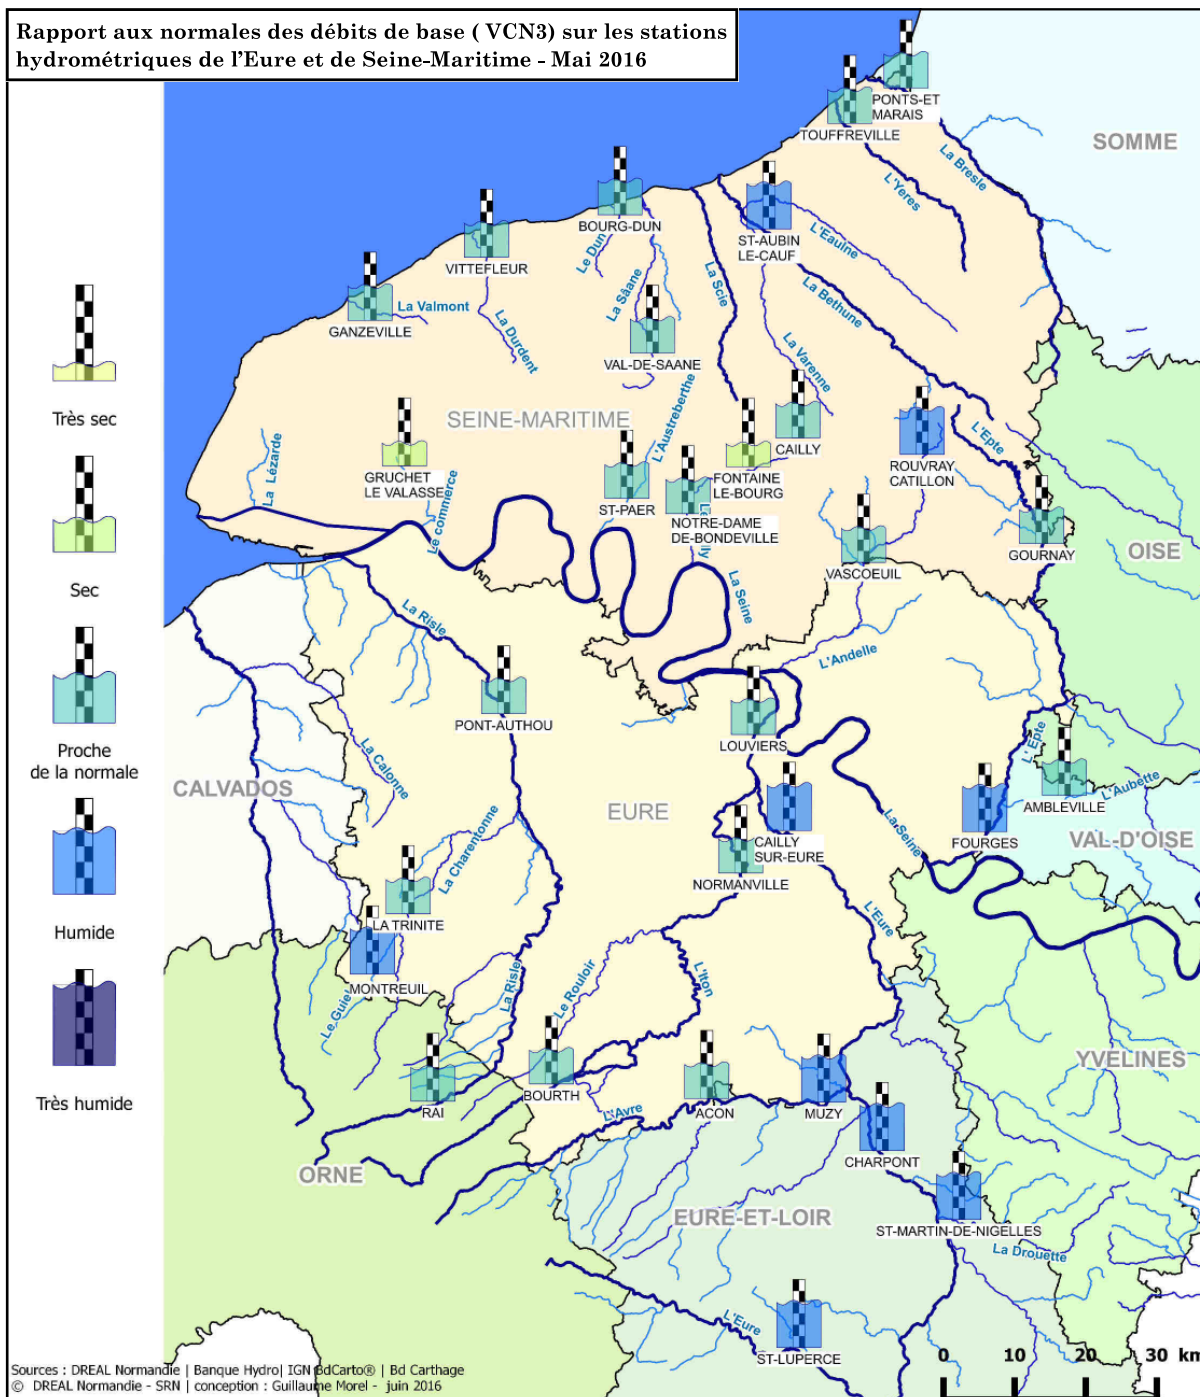 Rapport aux normales des débits de base ( VCN3) sur les stations
hydrométriques de l'Eure et de Seine-Maritime - Mai 2016
PONTS-ET
MARAIS
TOUFFREVILLE
SOMME
La Bresle
L'Yeres
BOURG-DUN
ST-AUBIN
LE-CAUF
L'Eaulne
Le Dun
VITTEFLEUR
La Sâane
La Scie
La Bethune
GANZEVILLE
La Valmont
La Durdent
VAL-DE-SAANE
La Varenne
Très sec
SEINE-MARITIME
L'Austreberthe
CAILLY
L'Epte
La Lézarde
GRUCHET
LE VALASSE
FONTAINE
LE-BOURG
ROUVRAY
CATILLON
ST-PAER
NOTRE-DAME
DE-BONDEVILLE
Le commerce
GOURNAY
OISE
VASCOEUIL
Sec
La Seine
La Risle
L'Andelle
PONT-AUTHOU
LOUVIERS
Proche
de la normale
La Calonne
L'Epte
CALVADOS
EURE
AMBLEVILLE
L'Aubette
La Charentonne
CAILLY
SUR-EURE
La Seine
FOURGES
VAL-D'OISE
NORMANVILLE
LA TRINITE
L'Eure
Humide
MONTREUIL
Le Guiel
La Risle
Le Rouloir
L'Iton
YVELINES
Très humide
RAI
BOURTH
L'Avre
ACON
MUZY
CHARPONT
ORNE
EURE-ET-LOIR
ST-MARTIN-DE-NIGELLES
La Drouette
L'Eure
ST-LUPERCE
0 10 20 30 km
Sources : DREAL Normandie | Banque Hydro| IGN BdCarto® | Bd Carthage
© DREAL Normandie - SRN | conception : Guillaume Morel - juin 2016